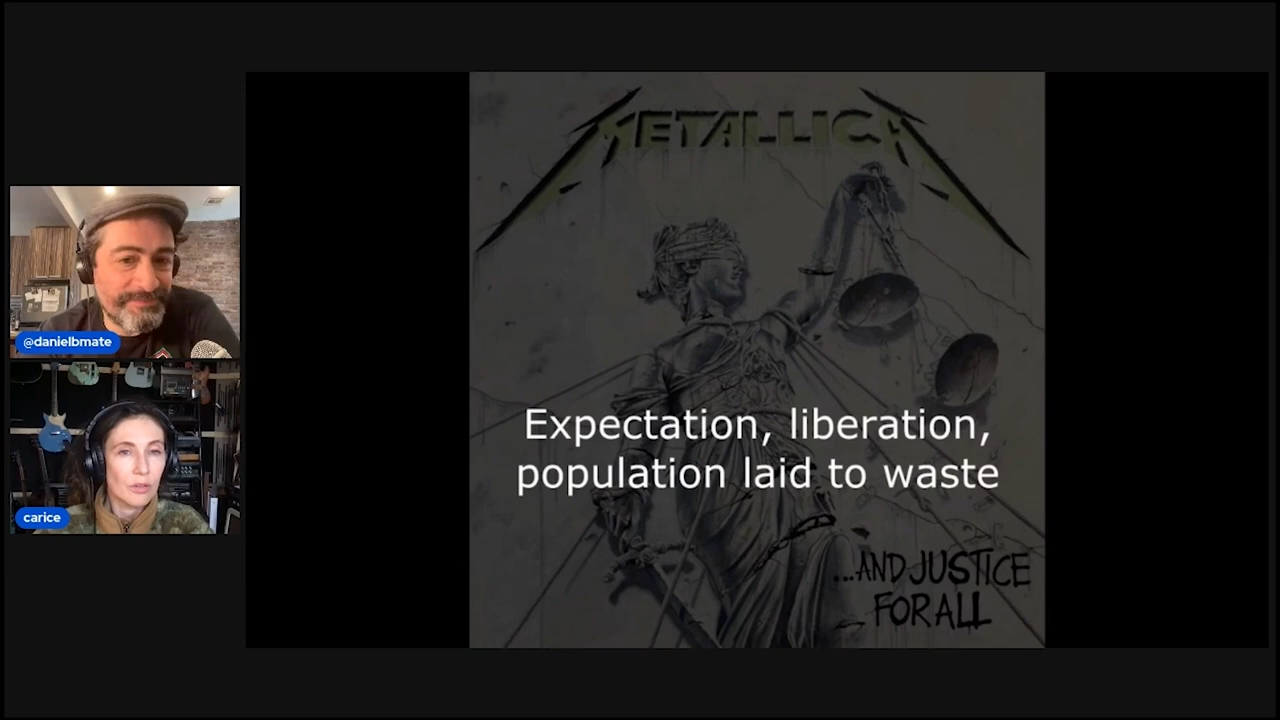 METALLICA
@danielbmate
Expectation, liberation,
population laid to waste
carice
...AND JUSTICE
FOR ALL